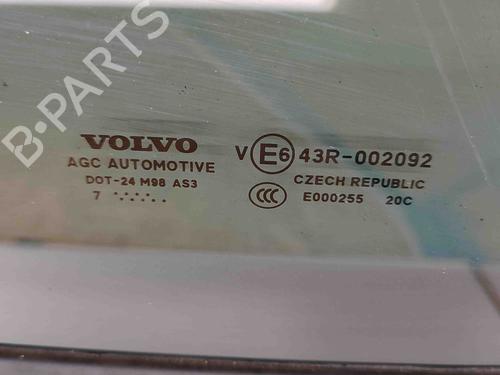 B-PARTS
VOLVO
AGC AUTOMOTIVE
DOT-24 M98 AS3
7
V E6 43R-002092
CZECH REPUBLIC
CCC E000255 20C